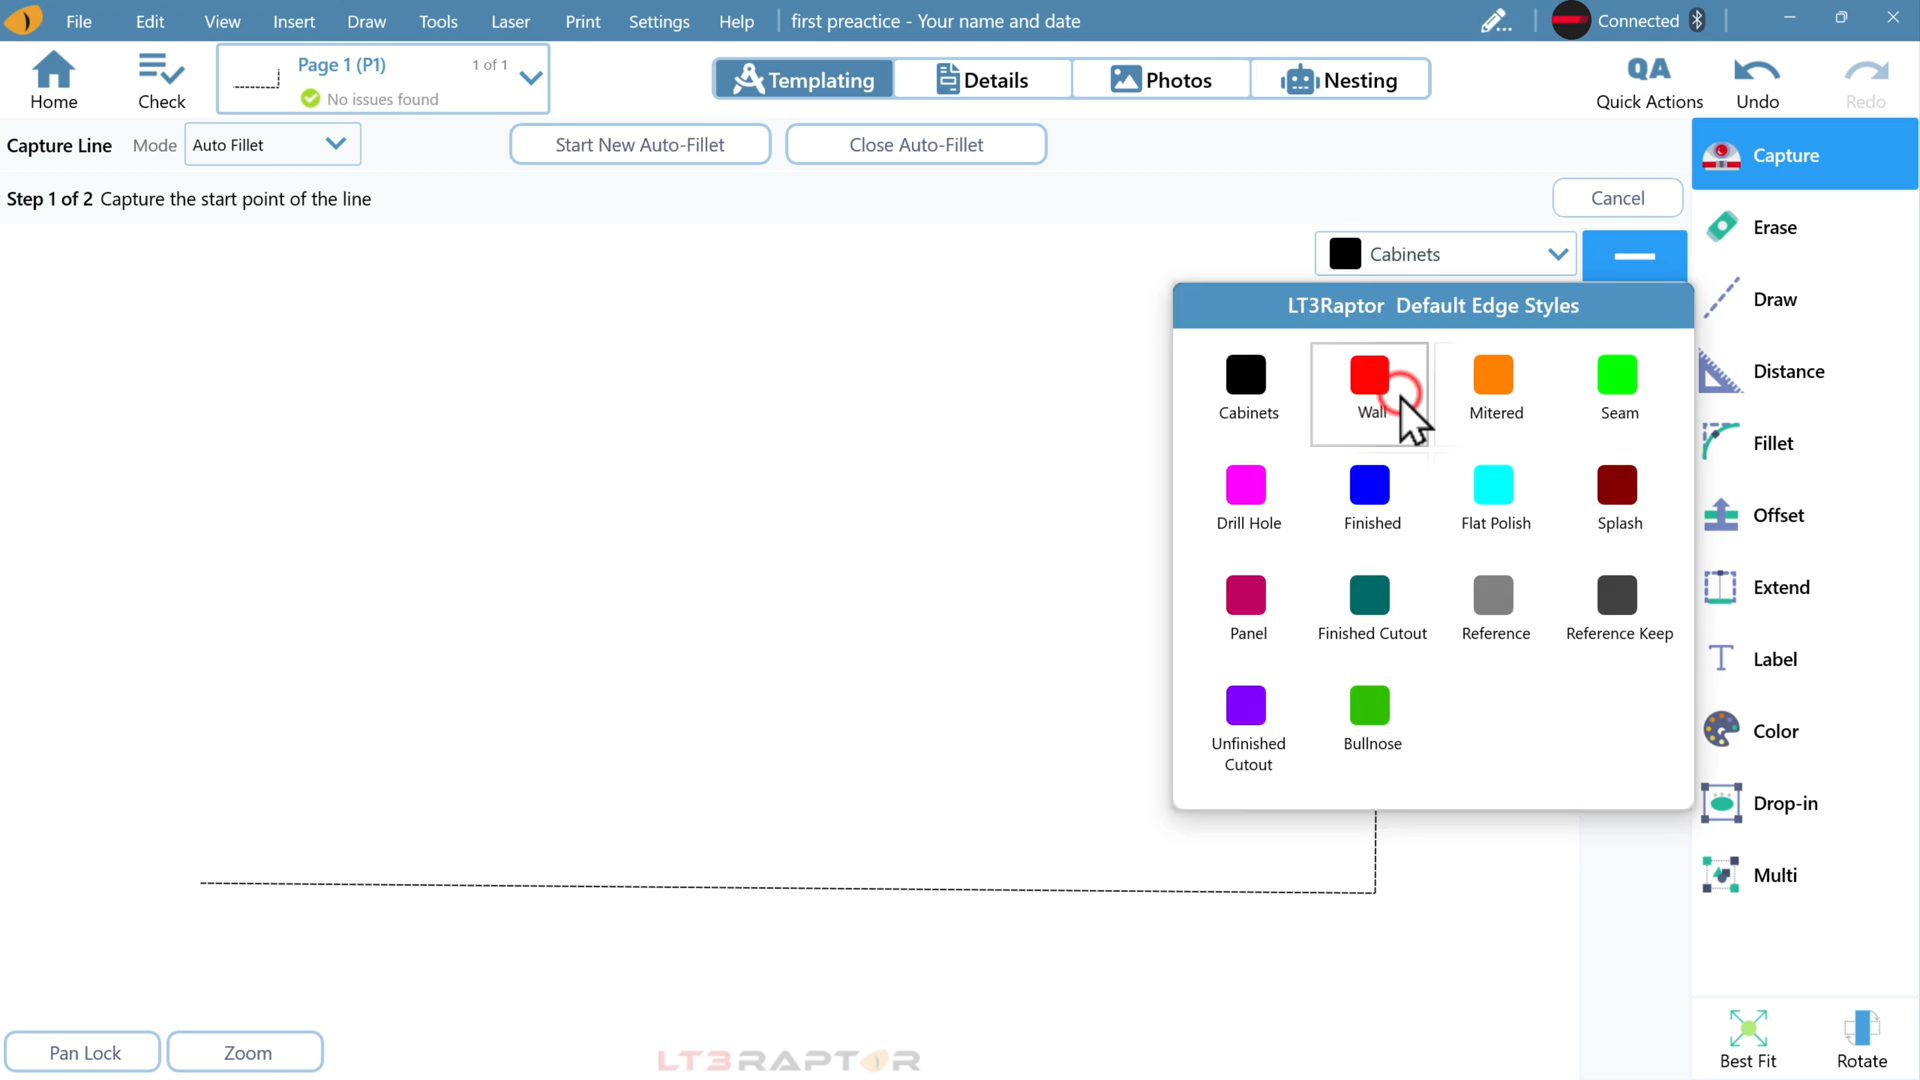 File Edit View Insert Draw Tools Laser Print Settings Help first preactice - Your name and date Connected
Home
Check
Page 1 (P1) 1 of 1
No issues found
Templating Details Photos Nesting
QA
Quick Actions
Undo
Redo
Capture Line Mode Auto Fillet Start New Auto-Fillet Close Auto-Fillet
Step 1 of 2 Capture the start point of the line Cancel
Cabinets
LT3Raptor Default Edge Styles
Cabinets Wall Mitered Seam
Drill Hole Finished Flat Polish Splash
Panel Finished Cutout Reference Reference Keep
Unfinished Cutout Bullnose
Capture
Erase
Draw
Distance
Fillet
Offset
Extend
T Label
Color
Drop-in
Multi
Pan Lock Zoom
LT3RAPTOR
Best Fit Rotate